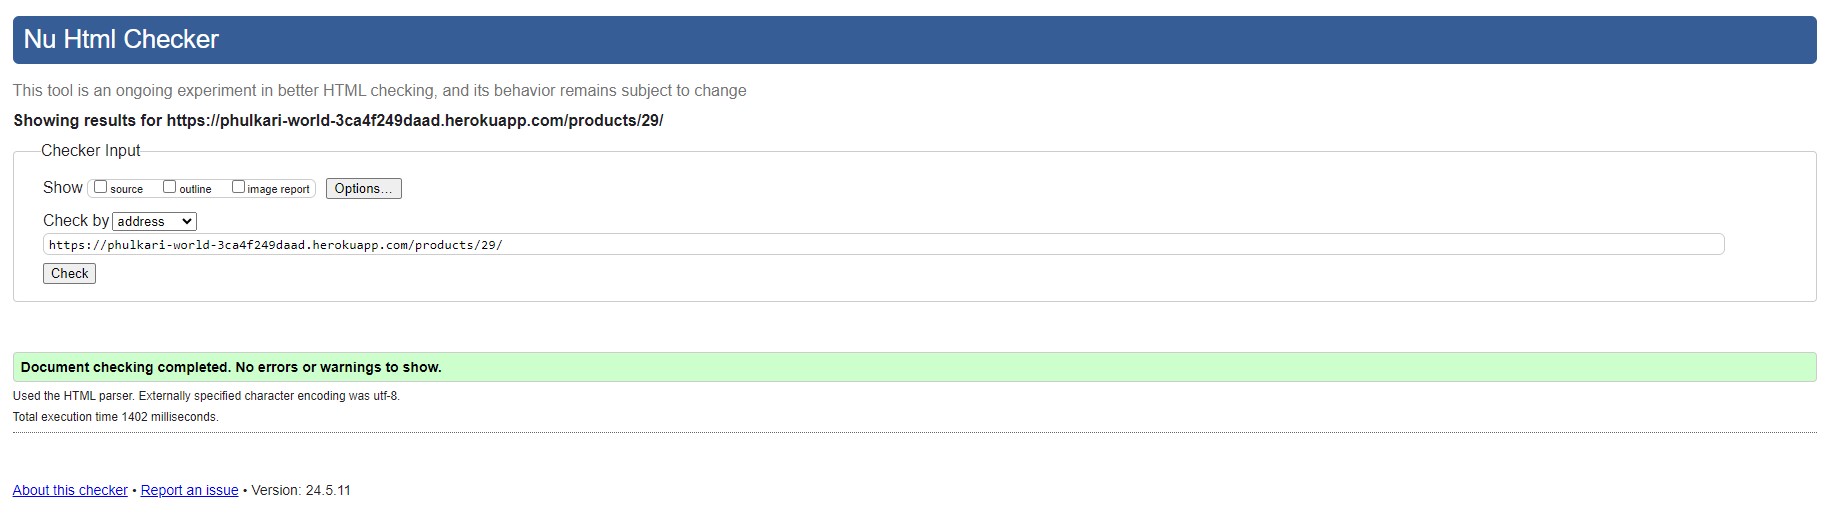 Nu Html Checker
This tool is an ongoing experiment in better HTML checking, and its behavior remains subject to change
Showing results for https://phulkari-world-3ca4f249daad.herokuapp.com/products/29/
Checker Input
Show source outline image report Options...
Check by address
https://phulkari-world-3ca4f249daad.herokuapp.com/products/29/
Check
Document checking completed. No errors or warnings to show.
Used the HTML parser. Externally specified character encoding was utf-8.
Total execution time 1402 milliseconds.
About this checker • Report an issue • Version: 24.5.11